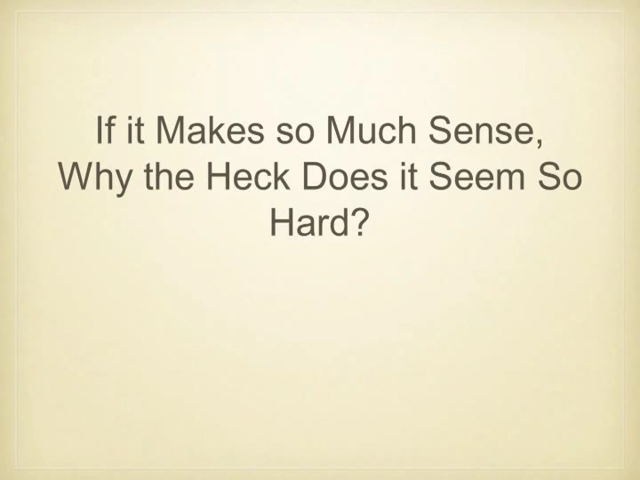 If it Makes so Much Sense,
Why the Heck Does it Seem So
Hard?